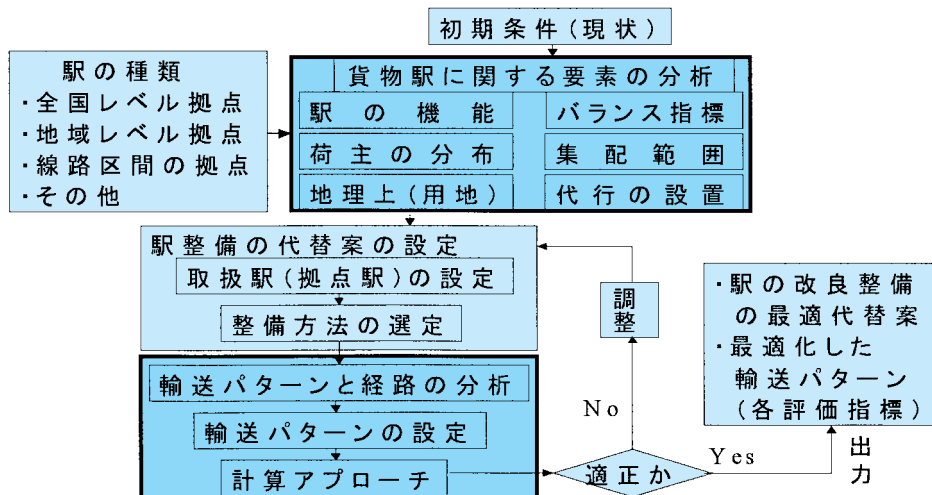 初期条件(現状)
駅の種類
・全国レベル拠点
・地域レベル拠点
・線路区間の拠点
・その他
貨物駅に関する要素の分析
駅の機能
バランス指標
荷主の分布
集配範囲
地理上(用地)
代行の設置
駅整備の代替案の設定
取扱駅(拠点駅)の設定
整備方法の選定
調整
輸送パターンと経路の分析
輸送パターンの設定
計算アプローチ
適正か
No
Yes
出力
・駅の改良整備
の最適代替案
・最適化した
輸送パターン
(各評価指標)